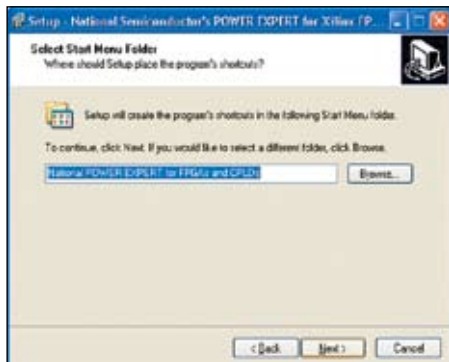 Setup - National Semiconductor's POWER EXPERT for Xilinx FP...
Select Start Menu Folder
Where should Setup place the program's shortcuts?
Setup will create the program's shortcuts in the following Start Menu folder.
To continue, click Next. If you would like to select a different folder, click Browse.
National POWER EXPERT for FPGAs and CPLDs
Browse...
< Back
Next >
Cancel